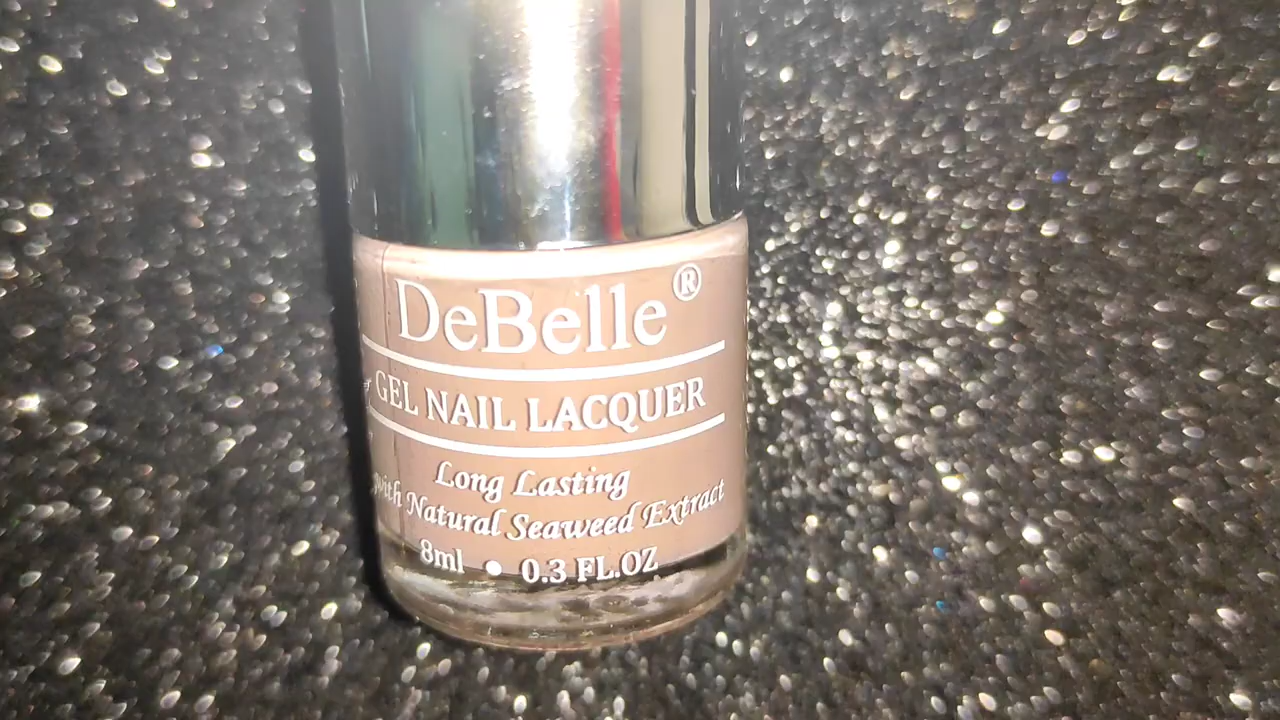 DeBelle®
GEL NAIL LACQUER
Long Lasting
with Natural Seaweed Extract
8ml • 0.3 FL.OZ